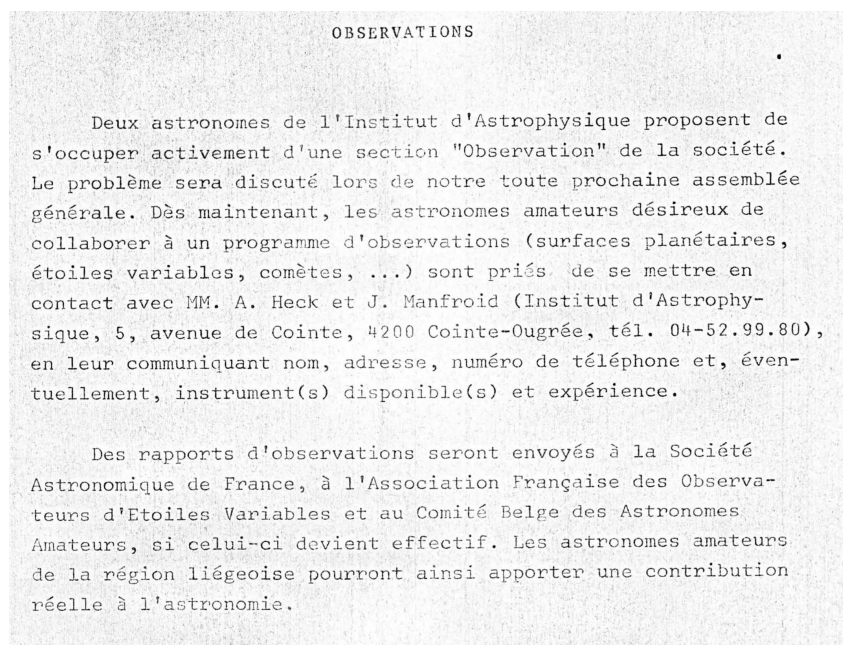 OBSERVATIONS
Deux astronomes de l'Institut d'Astrophysique proposent de
s'occuper activement d'une section "Observation" de la société.
Le problème sera discuté lors de notre toute prochaine assemblée
générale. Dès maintenant, les astronomes amateurs désireux de
collaborer à un programme d'observations (surfaces planétaires,
étoiles variables, comètes, ...) sont priés de se mettre en
contact avec MM. A. Heck et J. Manfroid (Institut d'Astrophy-
sique, 5, avenue de Cointe, 4200 Cointe-Ougrée, tél. 04-52.99.80),
en leur communiquant nom, adresse, numéro de téléphone et, éven-
tuellement, instrument(s) disponible(s) et expérience.
Des rapports d'observations seront envoyés à la Société
Astronomique de France, à l'Association Française des Observa-
teurs d'Etoiles Variables et au Comité Belge des Astronomes
Amateurs, si celui-ci devient effectif. Les astronomes amateurs
de la région liégeoise pourront ainsi apporter une contribution
réelle à l'astronomie.